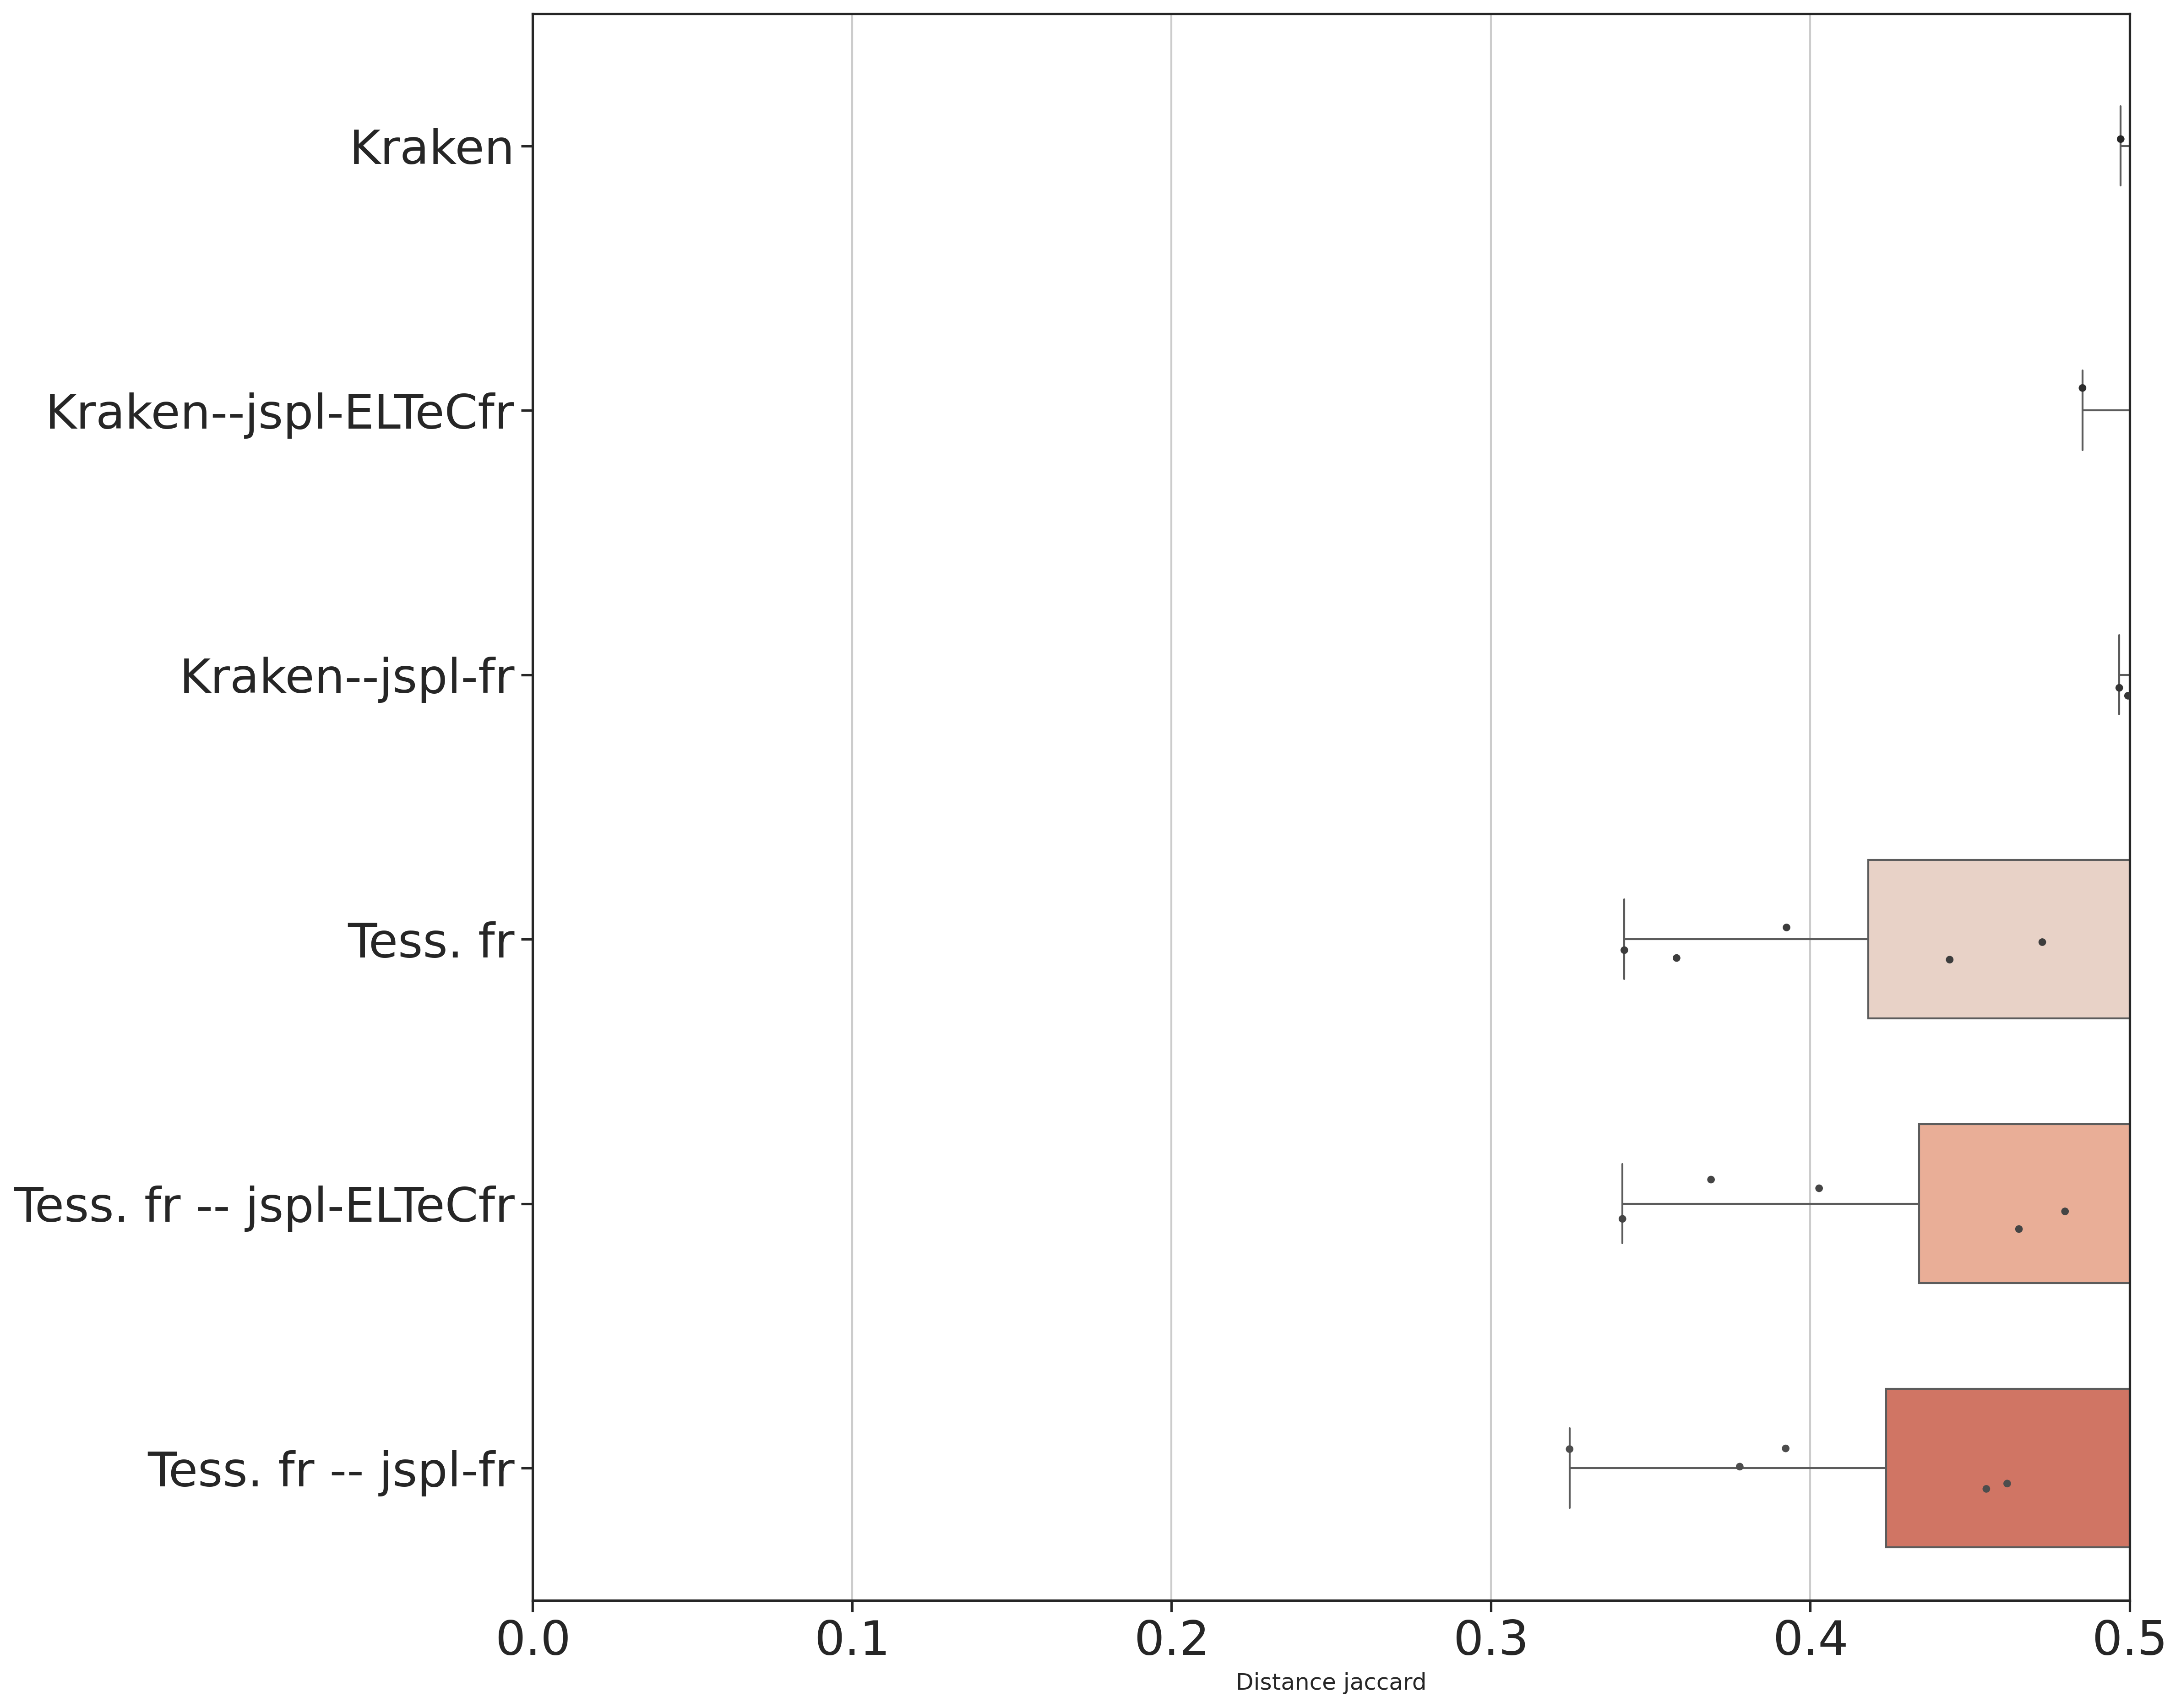 Kraken
Kraken--jspl-ELTeCfr
Kraken--jspl-fr
Tess. fr
Tess. fr -- jspl-ELTeCfr
Tess. fr -- jspl-fr
0.0 0.1 0.2 0.3 0.4 0.5
Distance jaccard